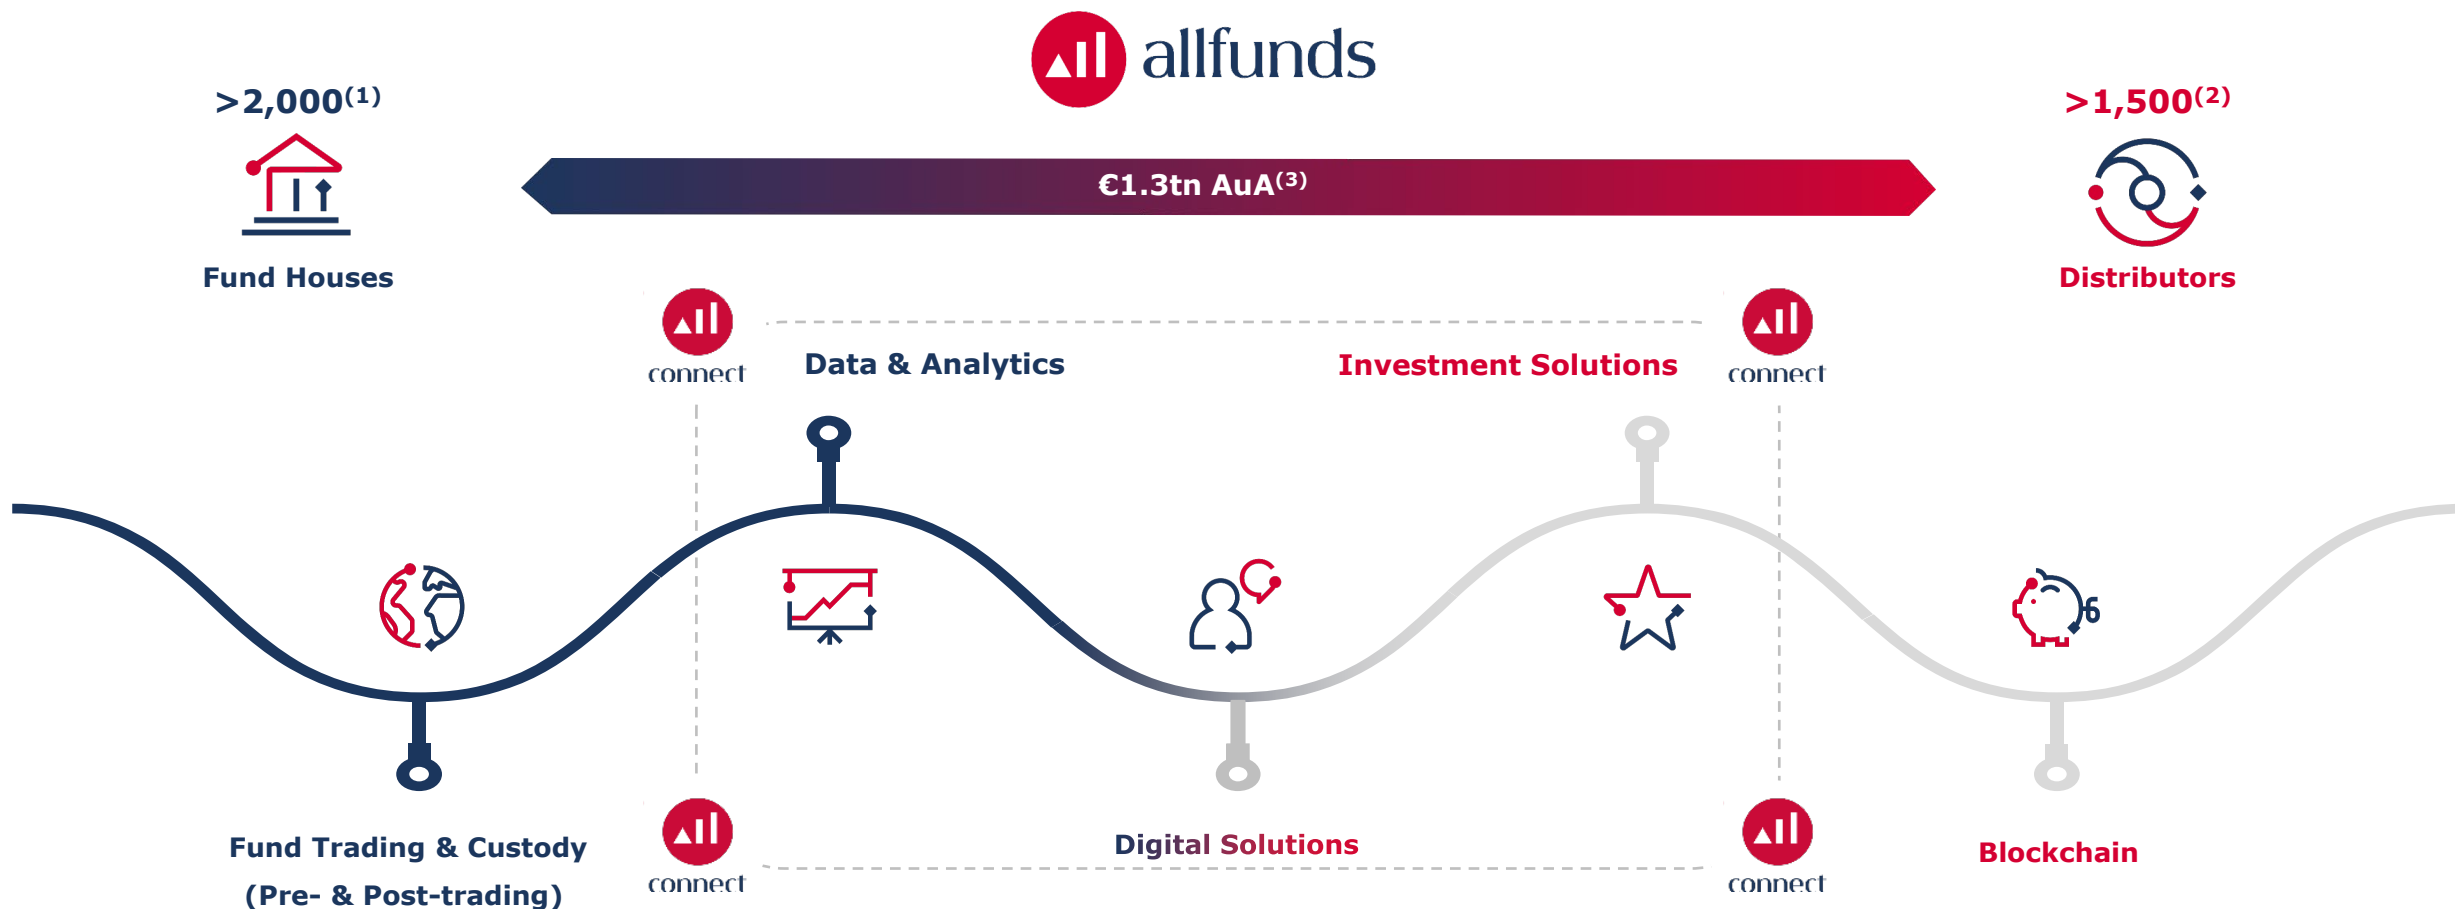 allfunds
>2,000(1)
>1,500(2)
€1.3tn AuA(3)
Fund Houses
Distributors
connect
Data & Analytics
Investment Solutions
connect
Fund Trading & Custody
(Pre- & Post-trading)
connect
Digital Solutions
connect
Blockchain